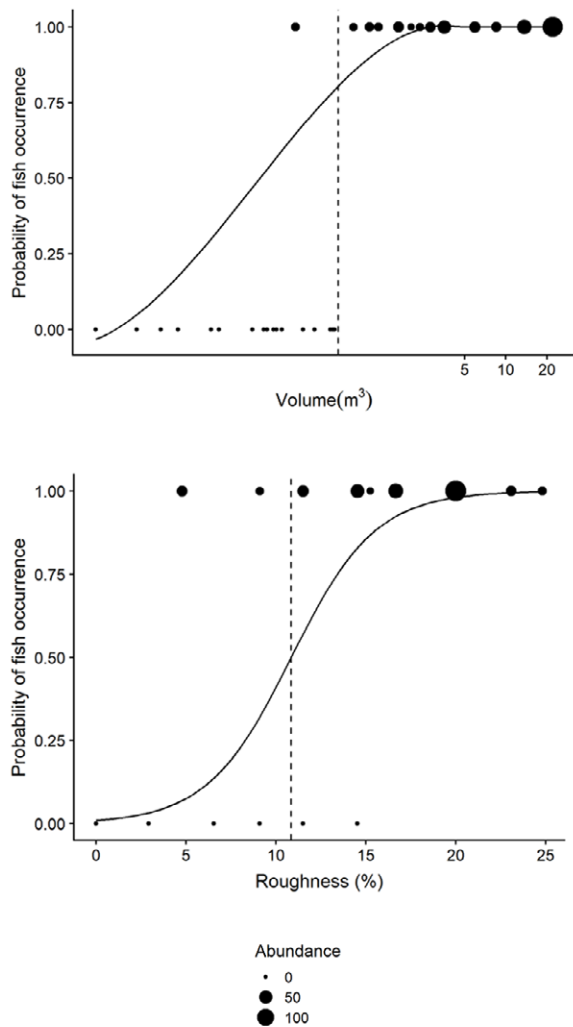 1.00
0.75
0.50
0.25
0.00
Probability of fish occurrence
5 10 20
Volume(m³)
1.00
0.75
0.50
0.25
0.00
Probability of fish occurrence
0 5 10 15 20 25
Roughness (%)
Abundance
0
50
100